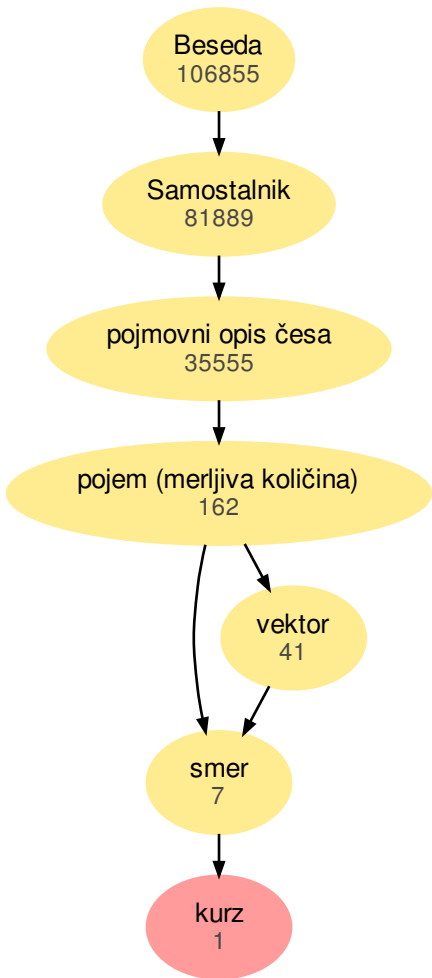 Beseda
106855
Samostalnik
81889
pojmovni opis česa
35555
pojem (merljiva količina)
162
vektor
41
smer
7
kurz
1